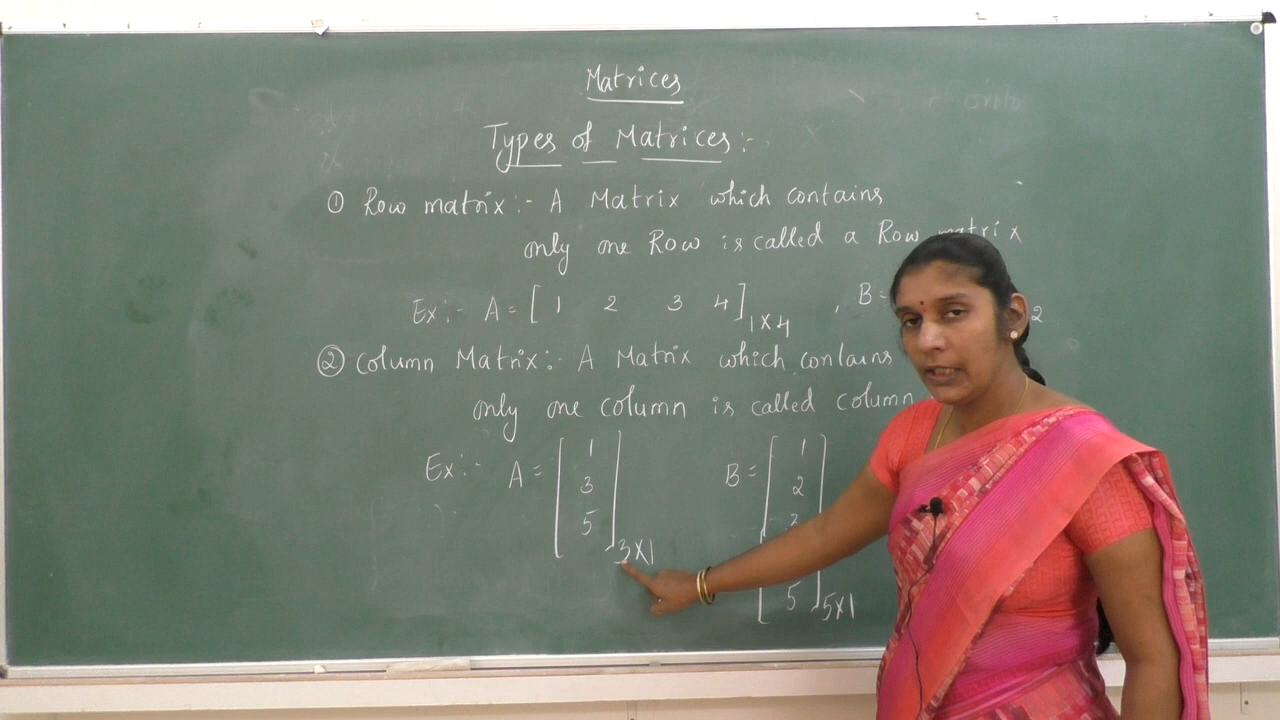 Matrices
Types of Matrices:-
① Row matrix:- A Matrix which contains
only one Row is called a Row matrix
Ex:- A = [ 1 2 3 4 ] 1X4 , B = 2
② Column Matrix:- A Matrix which contains
only one column is called column
Ex:- A = [ 1 3 5 ] 3X1 B = [ 1 2 3 5 ] 5X1